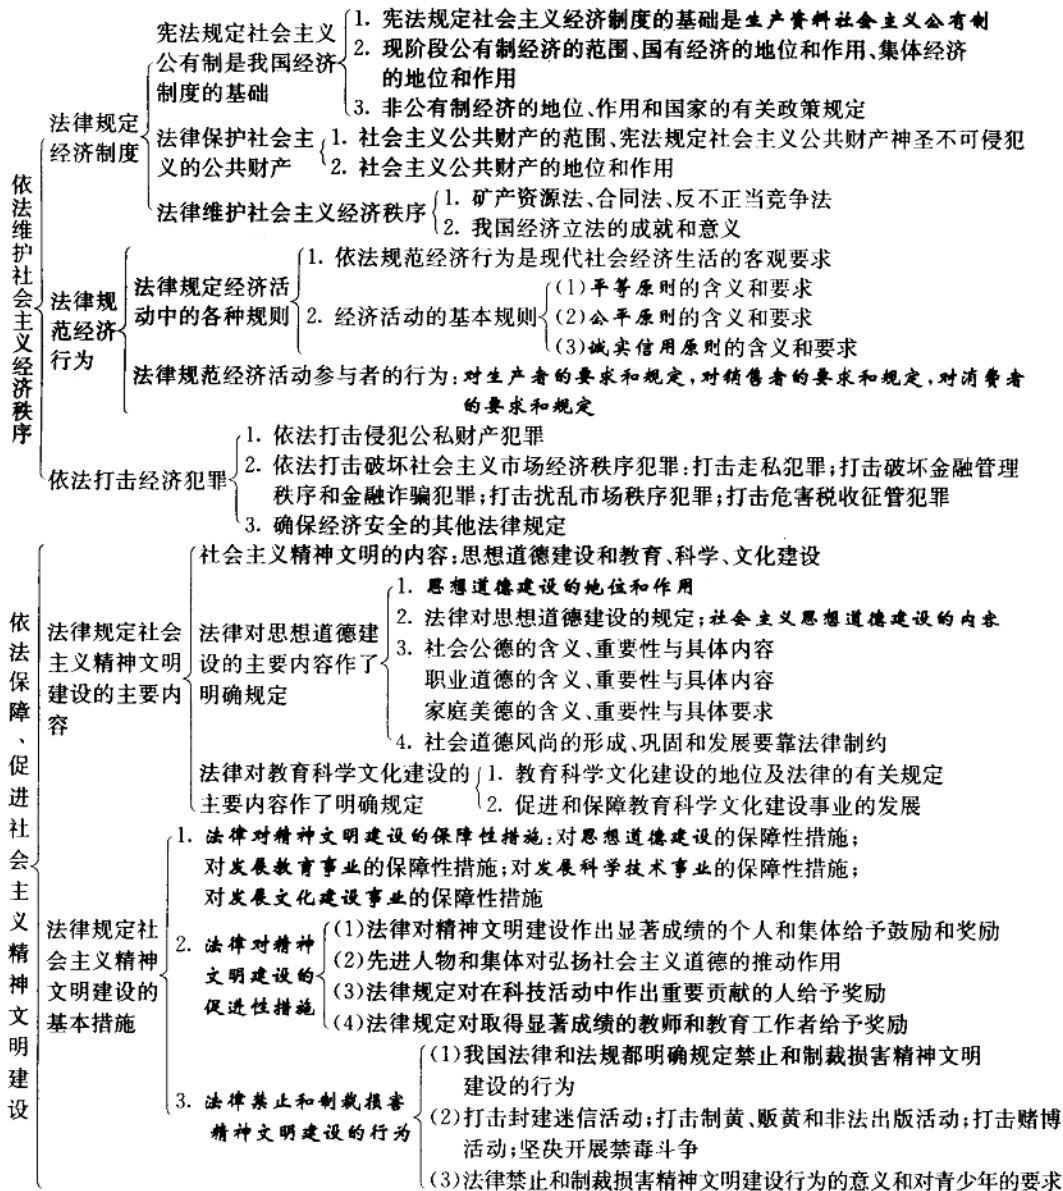 依法维护社会主义经济秩序
法律规定
经济制度
宪法规定社会主义
公有制是我国经济
制度的基础
1. 宪法规定社会主义经济制度的基础是生产资料社会主义公有制
2. 现阶段公有制经济的范围、国有经济的地位和作用、集体经济
的地位和作用
3. 非公有制经济的地位、作用和国家的有关政策规定
法律保护社会主
义的公共财产
1. 社会主义公共财产的范围、宪法规定社会主义公共财产神圣不可侵犯
2. 社会主义公共财产的地位和作用
法律维护社会主义经济秩序
1. 矿产资源法、合同法、反不正当竞争法
2. 我国经济立法的成就和意义
法律规
范经济
行为
法律规定经济活
动中的各种规则
1. 依法规范经济行为是现代社会经济生活的客观要求
2. 经济活动的基本规则
(1)平等原则的含义和要求
(2)公平原则的含义和要求
(3)诚实信用原则的含义和要求
法律规范经济活动参与者的行为:对生产者的要求和规定,对销售者的要求和规定,对消费者
的要求和规定
依法打击经济犯罪
1. 依法打击侵犯公私财产犯罪
2. 依法打击破坏社会主义市场经济秩序犯罪:打击走私犯罪;打击破坏金融管理
秩序和金融诈骗犯罪;打击扰乱市场秩序犯罪;打击危害税收征管犯罪
3. 确保经济安全的其他法律规定
依法保障、促进社会主义精神文明建设
法律规定社会
主义精神文明
建设的主要内
容
社会主义精神文明的内容:思想道德建设和教育、科学、文化建设
法律对思想道德建
设的主要内容作了
明确规定
1. 思想道德建设的地位和作用
2. 法律对思想道德建设的规定;社会主义思想道德建设的内容
3. 社会公德的含义、重要性与具体内容
职业道德的含义、重要性与具体内容
家庭美德的含义、重要性与具体要求
4. 社会道德风尚的形成、巩固和发展要靠法律制约
法律对教育科学文化建设的
主要内容作了明确规定
1. 教育科学文化建设的地位及法律的有关规定
2. 促进和保障教育科学文化建设事业的发展
法律规定社
会主义精神
文明建设的
基本措施
1. 法律对精神文明建设的保障性措施:对思想道德建设的保障性措施;
对发展教育事业的保障性措施;对发展科学技术事业的保障性措施;
对发展文化建设事业的保障性措施
2. 法律对精神
文明建设的
促进性措施
(1)法律对精神文明建设作出显著成绩的个人和集体给予鼓励和奖励
(2)先进人物和集体对弘扬社会主义道德的推动作用
(3)法律规定对在科技活动中作出重要贡献的人给予奖励
(4)法律规定对取得显著成绩的教师和教育工作者给予奖励
3. 法律禁止和制裁损害
精神文明建设的行为
(1)我国法律和法规都明确规定禁止和制裁损害精神文明
建设的行为
(2)打击封建迷信活动;打击制黄、贩黄和非法出版活动;打击赌博
活动;坚决开展禁毒斗争
(3)法律禁止和制裁损害精神文明建设行为的意义和对青少年的要求